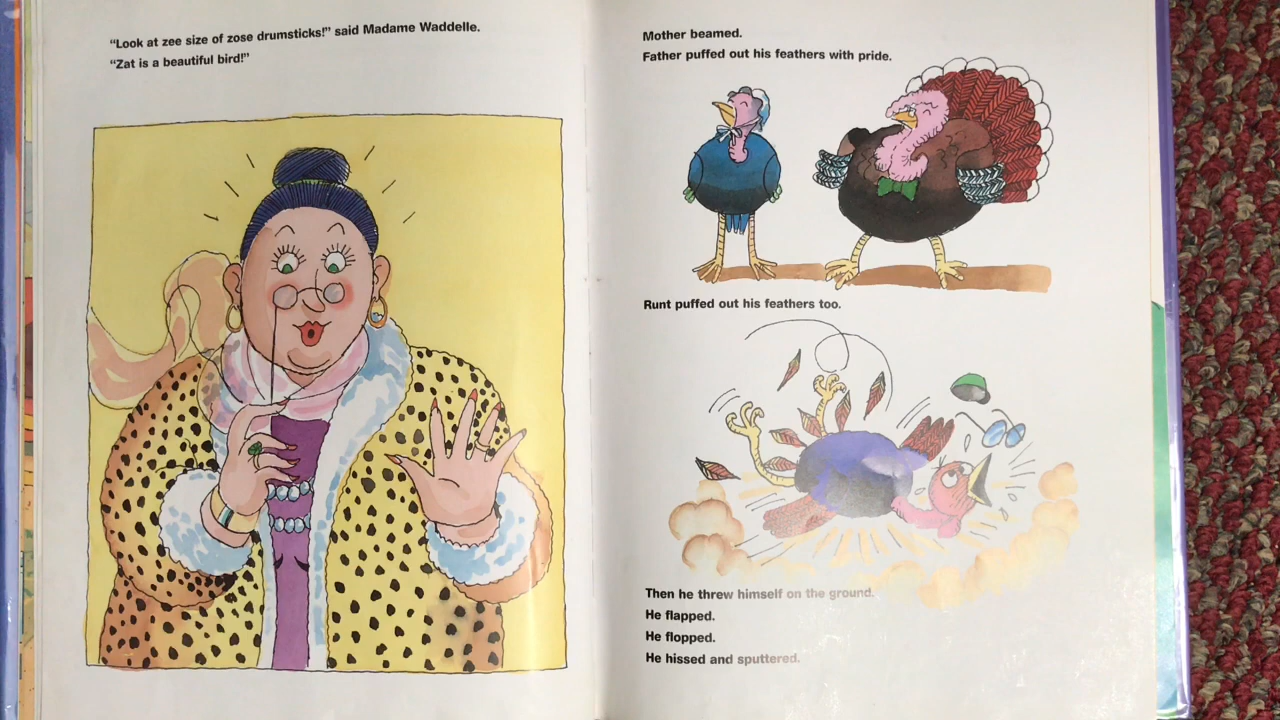 “Look at zee size of zose drumsticks!” said Madame Waddelle.
“Zat is a beautiful bird!”
Mother beamed.
Father puffed out his feathers with pride.
Runt puffed out his feathers too.
Then he threw himself on the ground.
He flapped.
He flopped.
He hissed and sputtered.